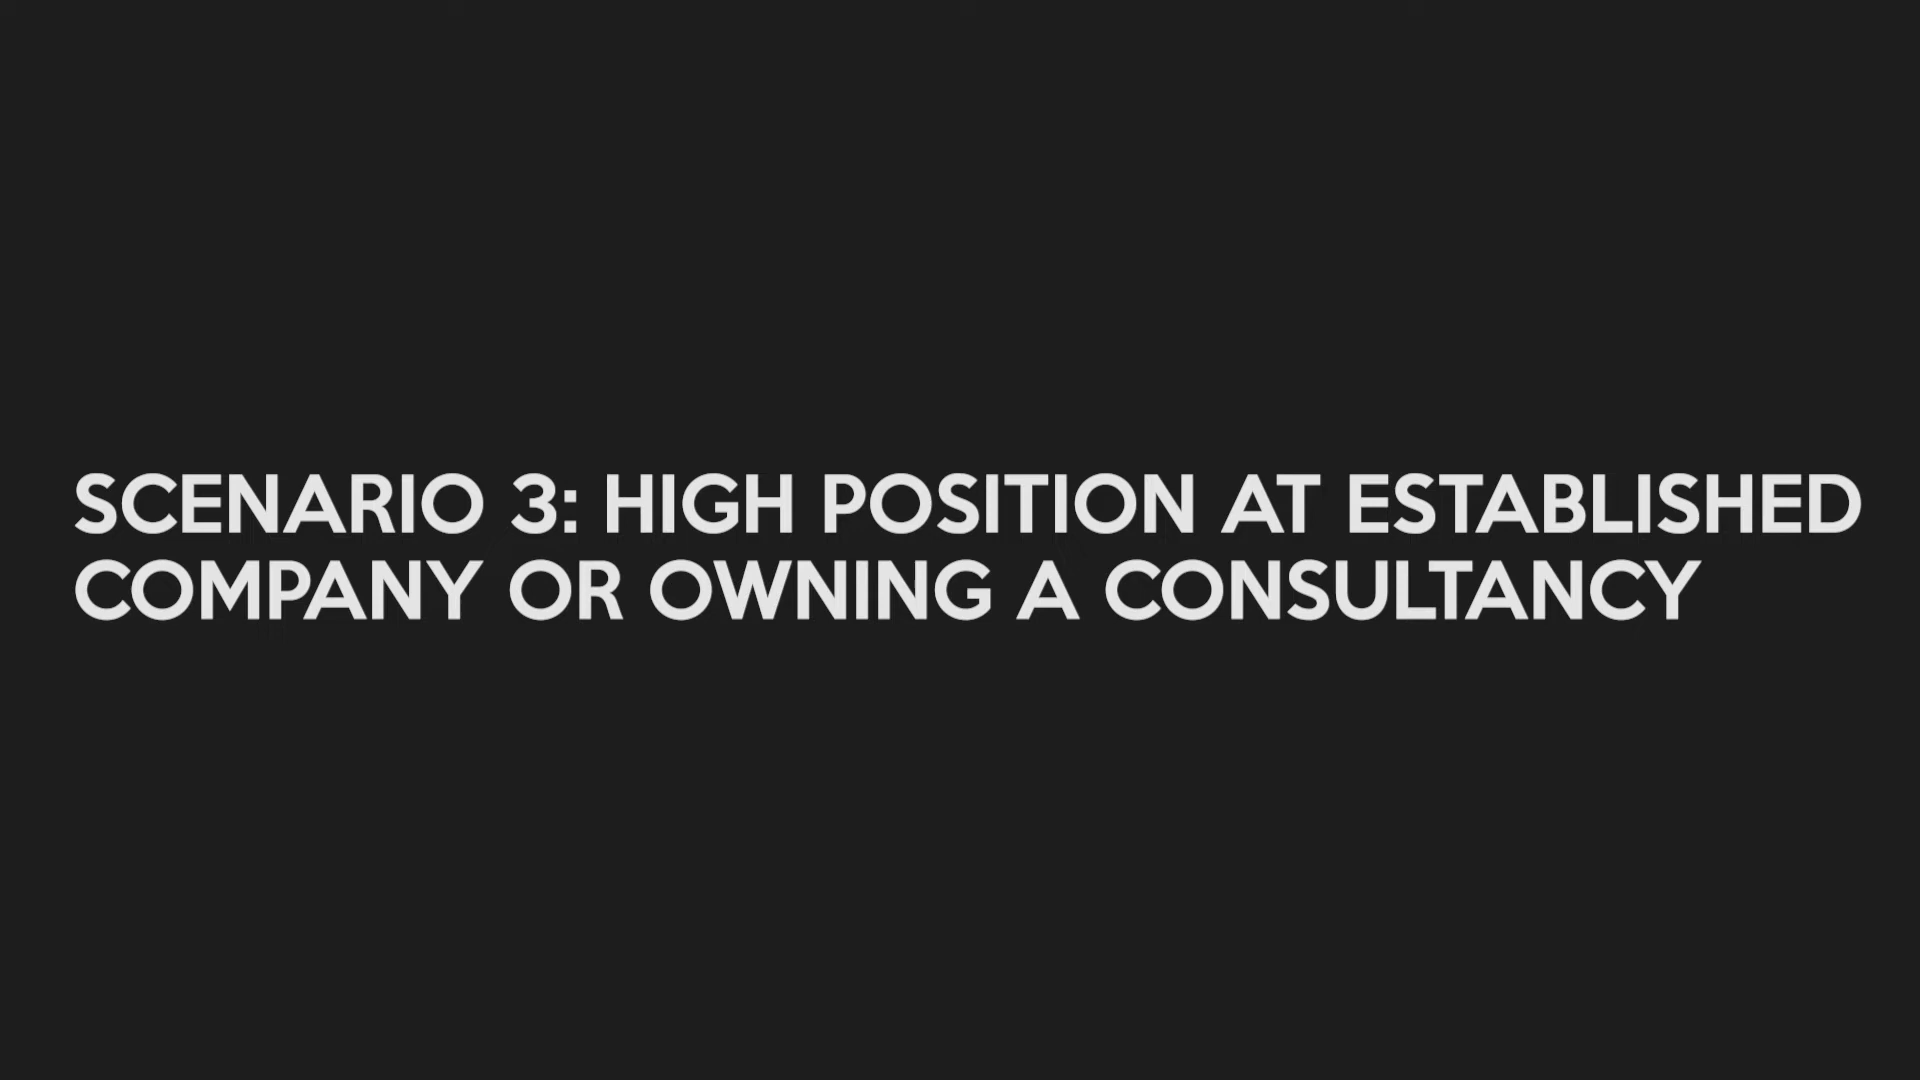 SCENARIO 3: HIGH POSITION AT ESTABLISHED
COMPANY OR OWNING A CONSULTANCY